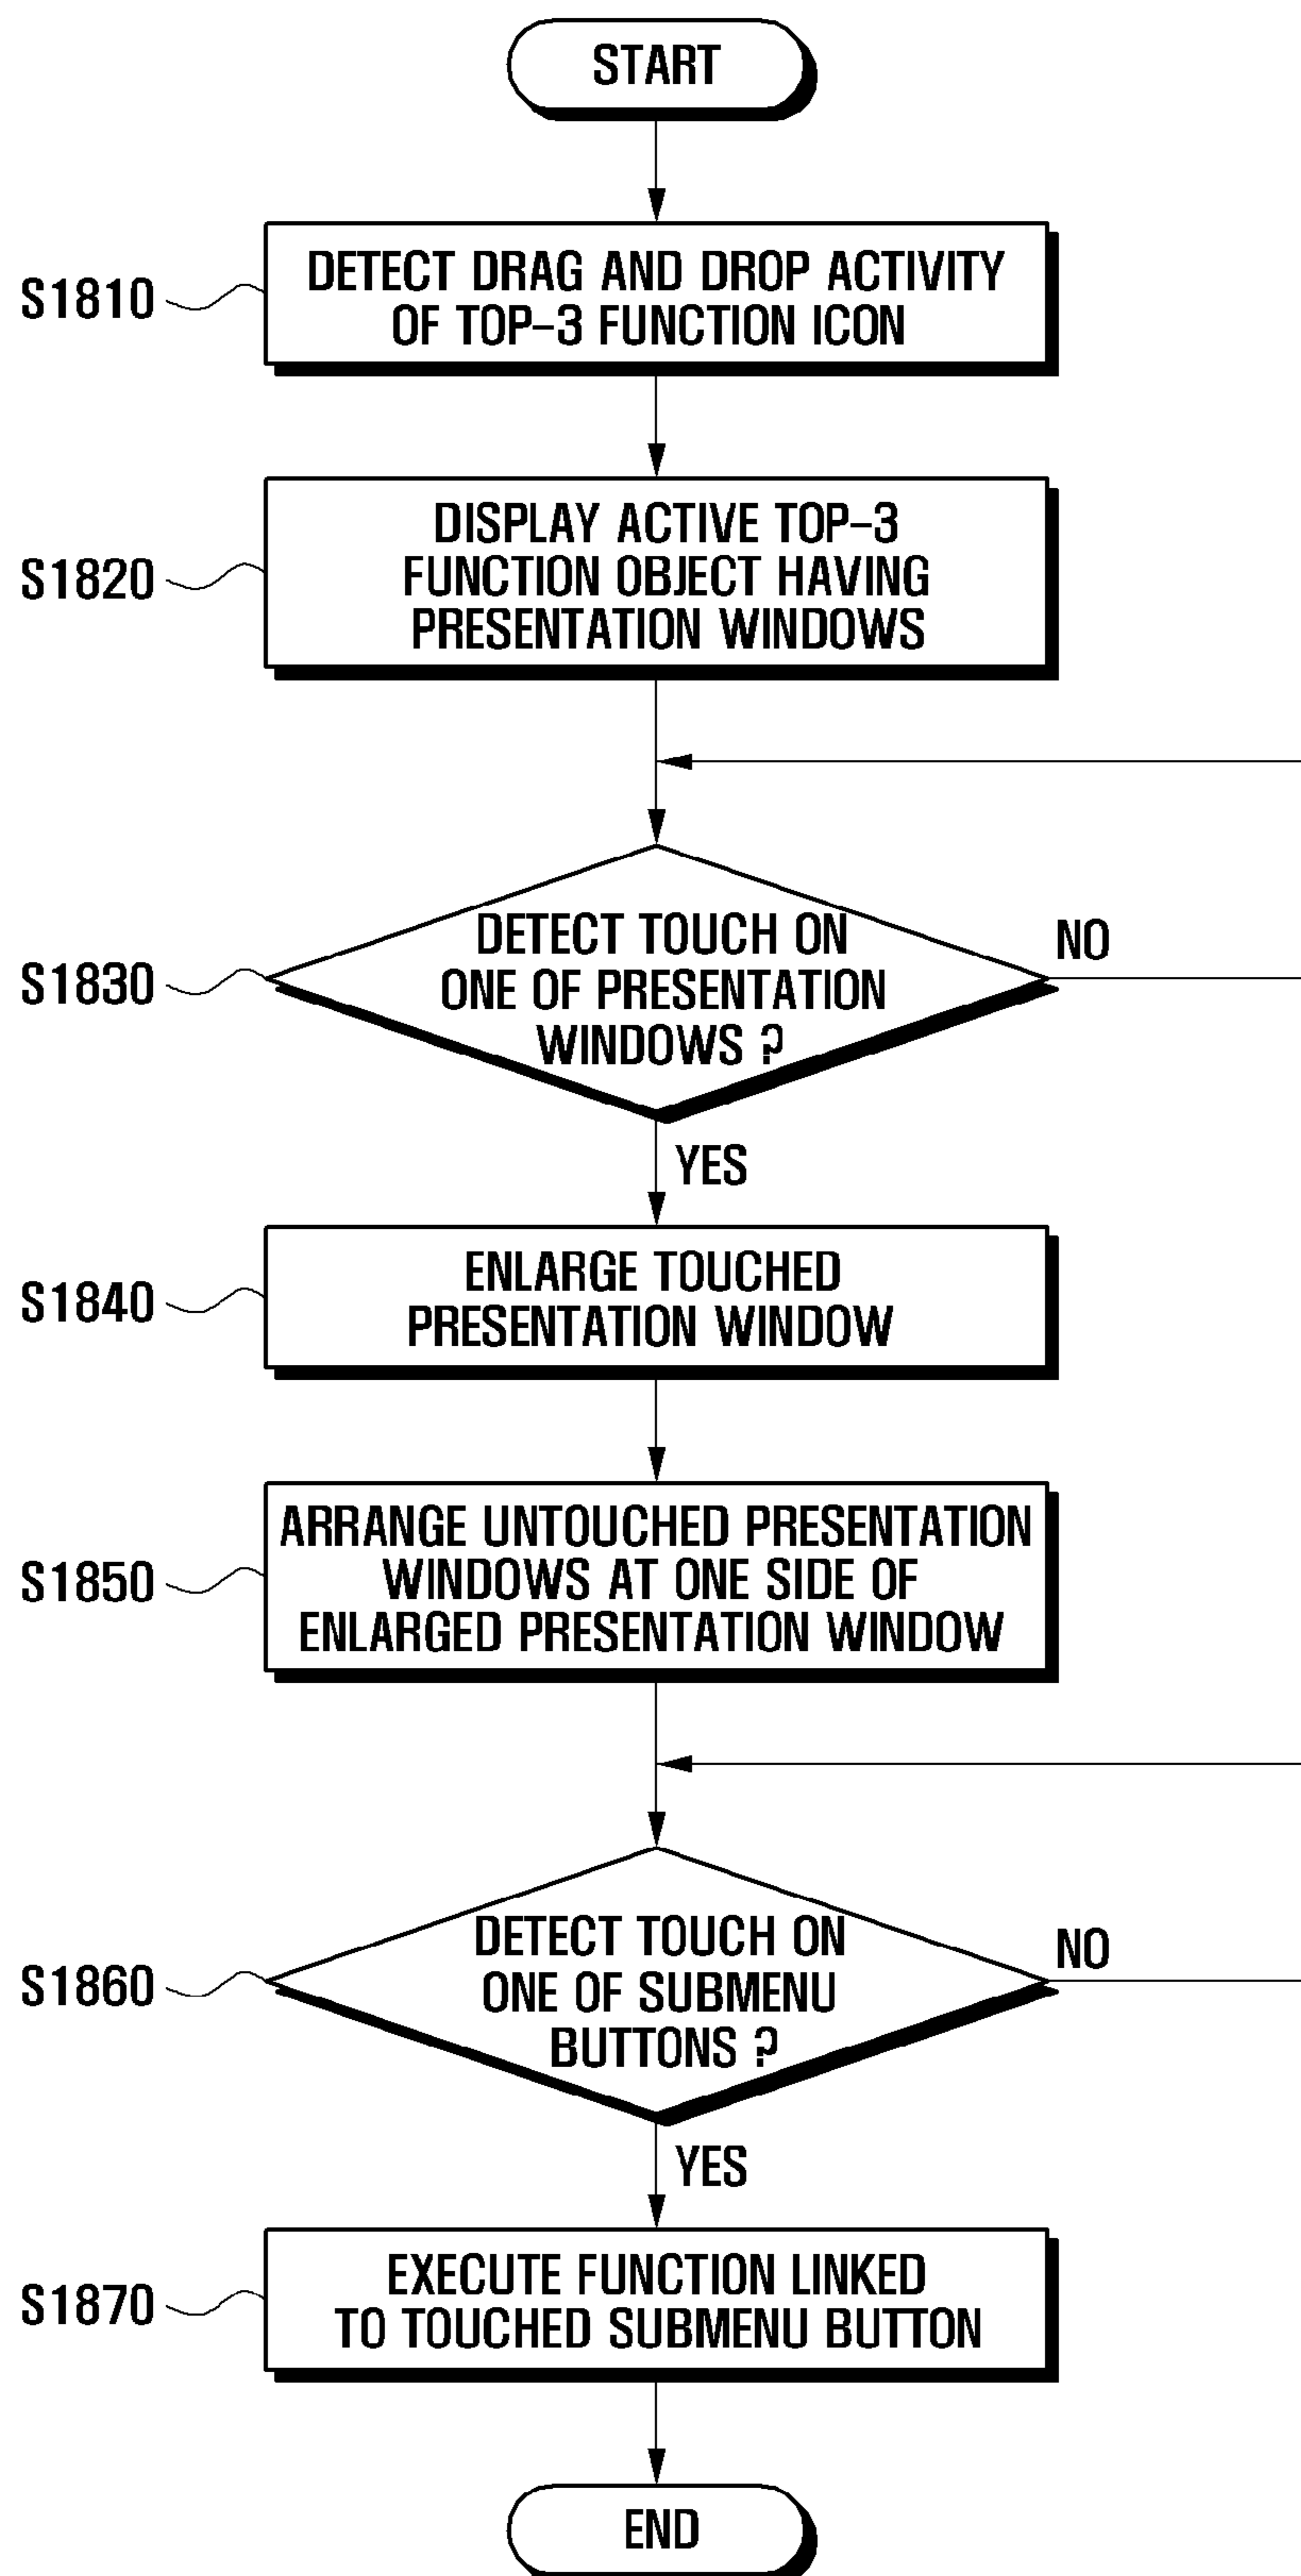 START
S1810
DETECT DRAG AND DROP ACTIVITY
OF TOP-3 FUNCTION ICON
S1820
DISPLAY ACTIVE TOP-3
FUNCTION OBJECT HAVING
PRESENTATION WINDOWS
S1830
DETECT TOUCH ON
ONE OF PRESENTATION
WINDOWS ?
NO
YES
S1840
ENLARGE TOUCHED
PRESENTATION WINDOW
S1850
ARRANGE UNTOUCHED PRESENTATION
WINDOWS AT ONE SIDE OF
ENLARGED PRESENTATION WINDOW
S1860
DETECT TOUCH ON
ONE OF SUBMENU
BUTTONS ?
NO
YES
S1870
EXECUTE FUNCTION LINKED
TO TOUCHED SUBMENU BUTTON
END